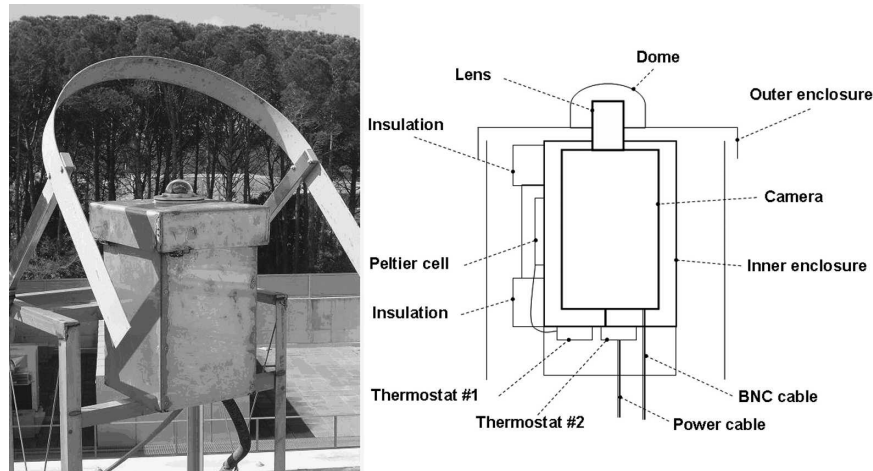 Dome
Lens
Outer enclosure
Insulation
Camera
Peltier cell
Inner enclosure
Insulation
Thermostat #1
BNC cable
Thermostat #2
Power cable